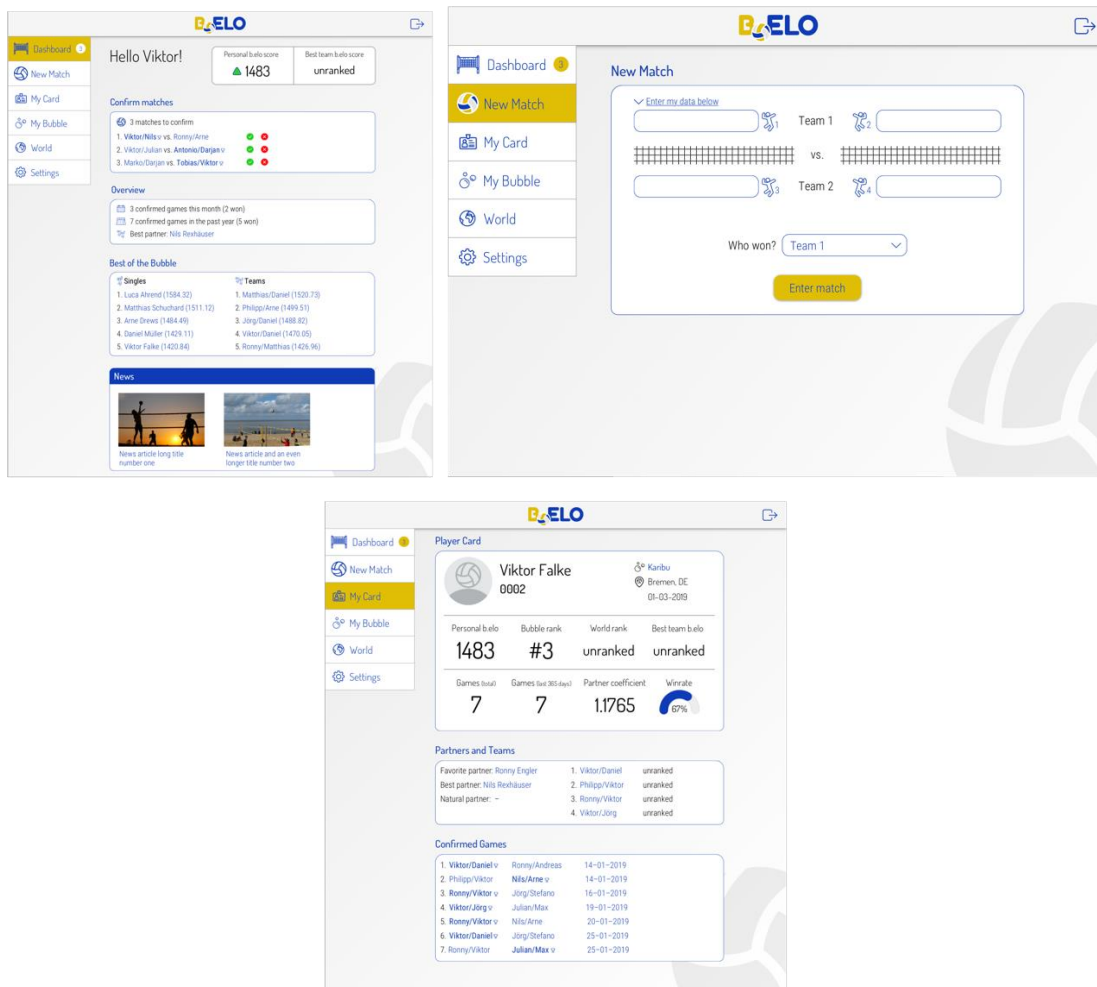 B.ELO
Dashboard 3
New Match
My Card
My Bubble
World
Settings
Hello Viktor!
Personal b.elo score
1483
Best team b.elo score
unranked
Confirm matches
3 matches to confirm
1. Viktor/Nils vs. Ronny/Arne
2. Viktor/Julian vs. Antonio/Darjan
3. Marko/Darjan vs. Tobias/Viktor
Overview
3 confirmed games this month (2 won)
7 confirmed games in the past year (5 won)
Best partner: Nils Rexhäuser
Best of the Bubble
Singles
1. Luca Ahrend (1584.32)
2. Matthias Schuchard (1511.12)
3. Arne Drews (1484.49)
4. Daniel Müller (1429.11)
5. Viktor Falke (1420.84)
Teams
1. Matthias/Daniel (1520.73)
2. Philipp/Arne (1499.51)
3. Jörg/Daniel (1488.82)
4. Viktor/Daniel (1470.05)
5. Ronny/Matthias (1426.96)
News
News article long title
number one
News article and an even
longer title number two
B.ELO
Dashboard 3
New Match
My Card
My Bubble
World
Settings
New Match
Enter my data below
1 Team 1 2
vs.
3 Team 2 4
Who won? Team 1
Enter match
B.ELO
Dashboard 3
New Match
My Card
My Bubble
World
Settings
Player Card
Viktor Falke
0002
Karibu
Bremen, DE
01-03-2019
Personal b.elo Bubble rank World rank Best team b.elo
1483 #3 unranked unranked
Games (total) Games (last 365 days) Partner coefficient Winrate
7 7 1.1765 67%
Partners and Teams
Favorite partner: Ronny Engler
Best partner: Nils Rexhäuser
Natural partner: –
1. Viktor/Daniel unranked
2. Philipp/Viktor unranked
3. Ronny/Viktor unranked
4. Viktor/Jörg unranked
Confirmed Games
1. Viktor/Daniel Ronny/Andreas 14-01-2019
2. Philipp/Viktor Nils/Arne 14-01-2019
3. Ronny/Viktor Jörg/Stefano 16-01-2019
4. Viktor/Jörg Julian/Max 19-01-2019
5. Ronny/Viktor Nils/Arne 20-01-2019
6. Viktor/Daniel Jörg/Stefano 25-01-2019
7. Ronny/Viktor Julian/Max 25-01-2019